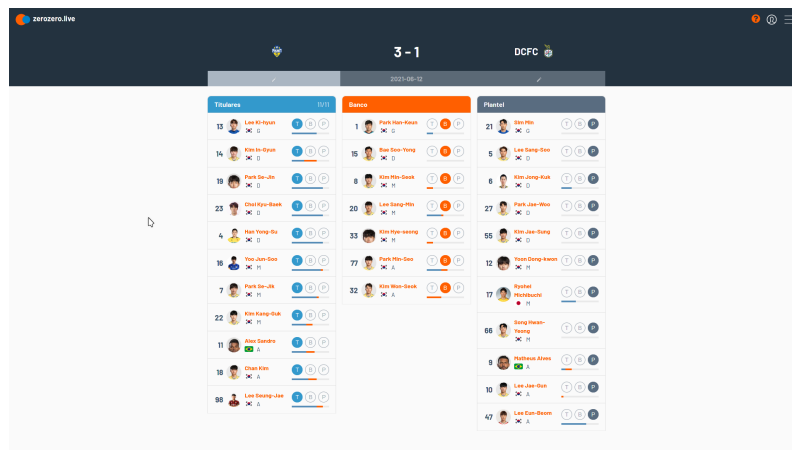 zerozero.live
?
3 - 1
DCFC
2021-06-12
Titulares 11/11
13 Lee Ki-hyun T B P
G
14 Kim In-Gyun T B P
D
19 Park Se-Jin T B P
D
23 Choi Kyu-Baek T B P
D
4 Han Yong-Su T B P
D
16 Yoo Jun-Soo T B P
M
7 Park Se-Jik T B P
M
22 Kim Kang-Guk T B P
M
11 Alex Sandro T B P
A
18 Chan Kim T B P
A
98 Lee Seung-Jae T B P
A
Banco
1 Park Han-Keun T B P
G
15 Bae Soo-Yong T B P
D
8 Kim Min-Seok T B P
M
20 Lee Sang-Min T B P
M
33 Kim Hye-seong T B P
M
77 Park Min-Seo T B P
A
32 Kim Won-Seok T B P
A
Plantel
21 Sim Min T B P
G
5 Lee Sang-Soo T B P
D
6 Kim Jong-Kuk T B P
D
27 Park Jae-Woo T B P
D
55 Kim Jae-Sung T B P
D
12 Yoon Dong-kwon T B P
M
17 Ryohei
Michibuchi T B P
M
66 Song Hwan-
Yeong T B P
M
9 Matheus Alves T B P
A
10 Lee Jae-Gun T B P
A
47 Lee Eun-Beom T B P
A